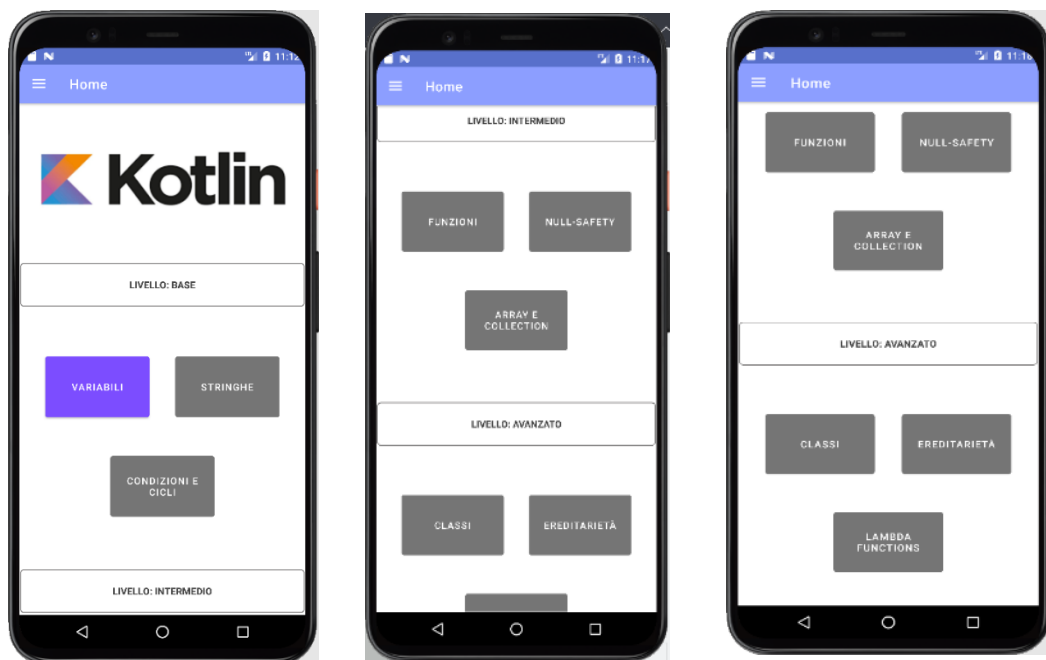 11:12
Home
Kotlin
LIVELLO: BASE
VARIABILI
STRINGHE
CONDIZIONI E
CICLI
LIVELLO: INTERMEDIO
11:17
Home
LIVELLO: INTERMEDIO
FUNZIONI
NULL-SAFETY
ARRAY E
COLLECTION
LIVELLO: AVANZATO
CLASSI
EREDITARIETÀ
11:16
Home
FUNZIONI
NULL-SAFETY
ARRAY E
COLLECTION
LIVELLO: AVANZATO
CLASSI
EREDITARIETÀ
LAMBDA
FUNCTIONS